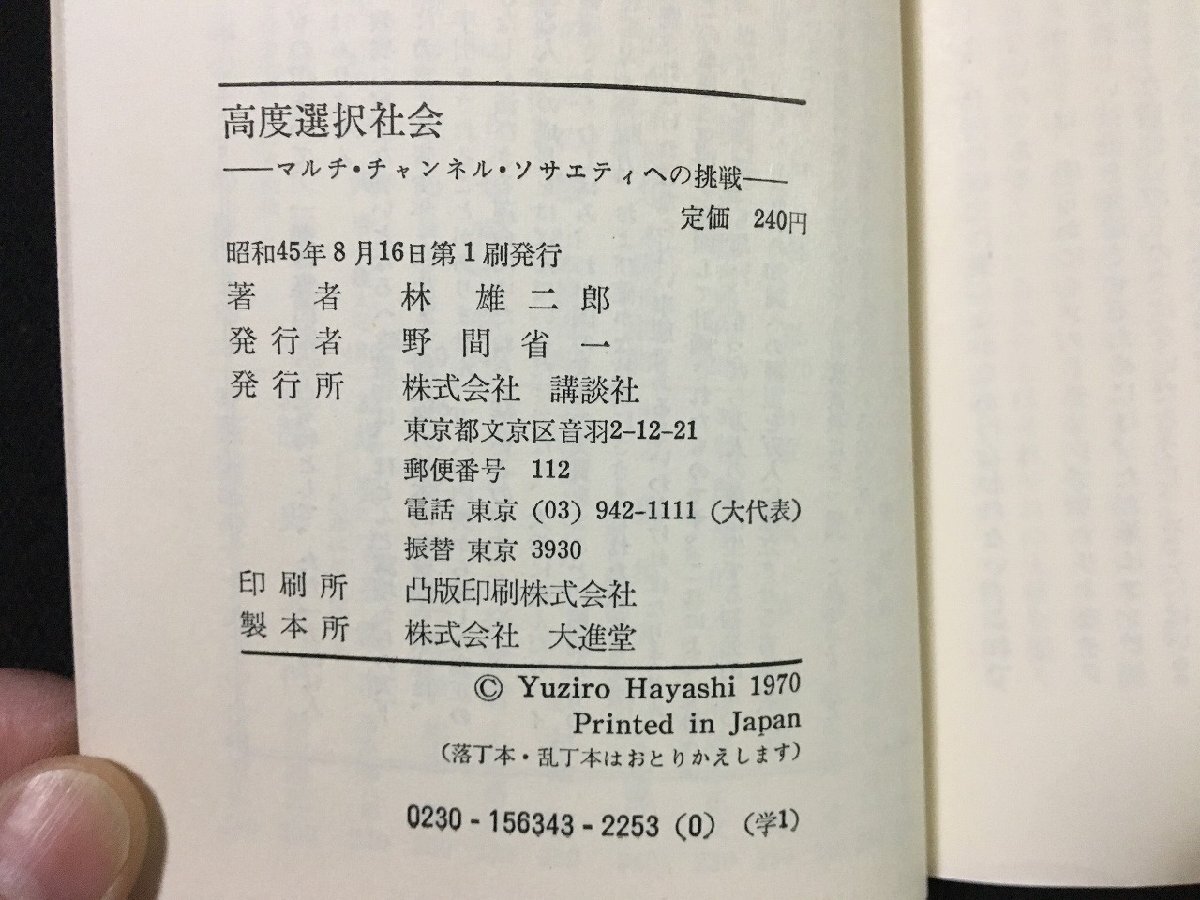 高度選択社会
——マルチ・チャンネル・ソサエティへの挑戦——
定価 240円
昭和45年8月16日第1刷発行
著者 林雄二郎
発行者 野間省一
発行所 株式会社 講談社
東京都文京区音羽2-12-21
郵便番号 112
電話 東京 (03) 942-1111 (大代表)
振替 東京 3930
印刷所 凸版印刷株式会社
製本所 株式会社 大進堂
© Yuziro Hayashi 1970
Printed in Japan
(落丁本・乱丁本はおとりかえします)
0230-156343-2253 (0) (学1)